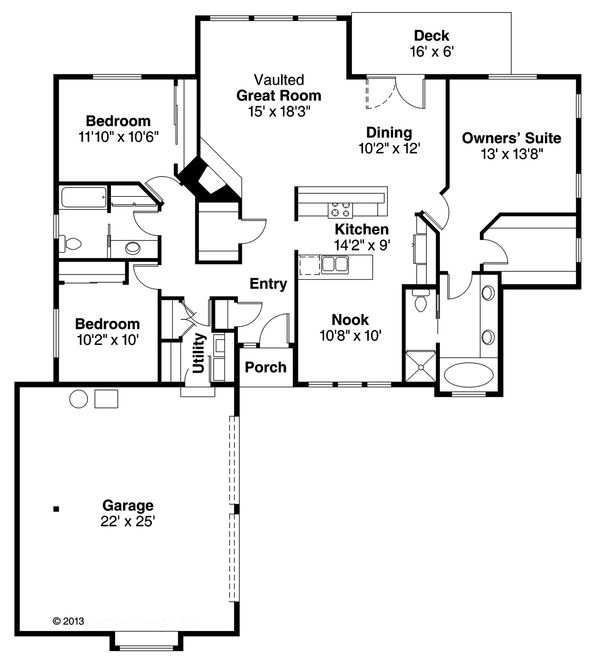 Deck
16' x 6'
Vaulted
Great Room
15' x 18'3"
Bedroom
11'10" x 10'6"
Dining
10'2" x 12'
Owners' Suite
13' x 13'8"
Kitchen
14'2" x 9'
Entry
Bedroom
10'2" x 10'
Nook
10'8" x 10'
Utility
Porch
Garage
22' x 25'
© 2013